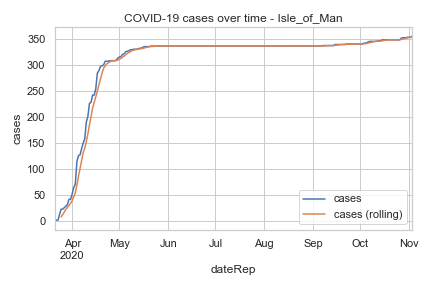 COVID-19 cases over time - Isle_of_Man
cases
350
300
250
200
150
100
50
0
cases
cases (rolling)
Apr
2020
May
Jun
Jul
Aug
Sep
Oct
Nov
dateRep